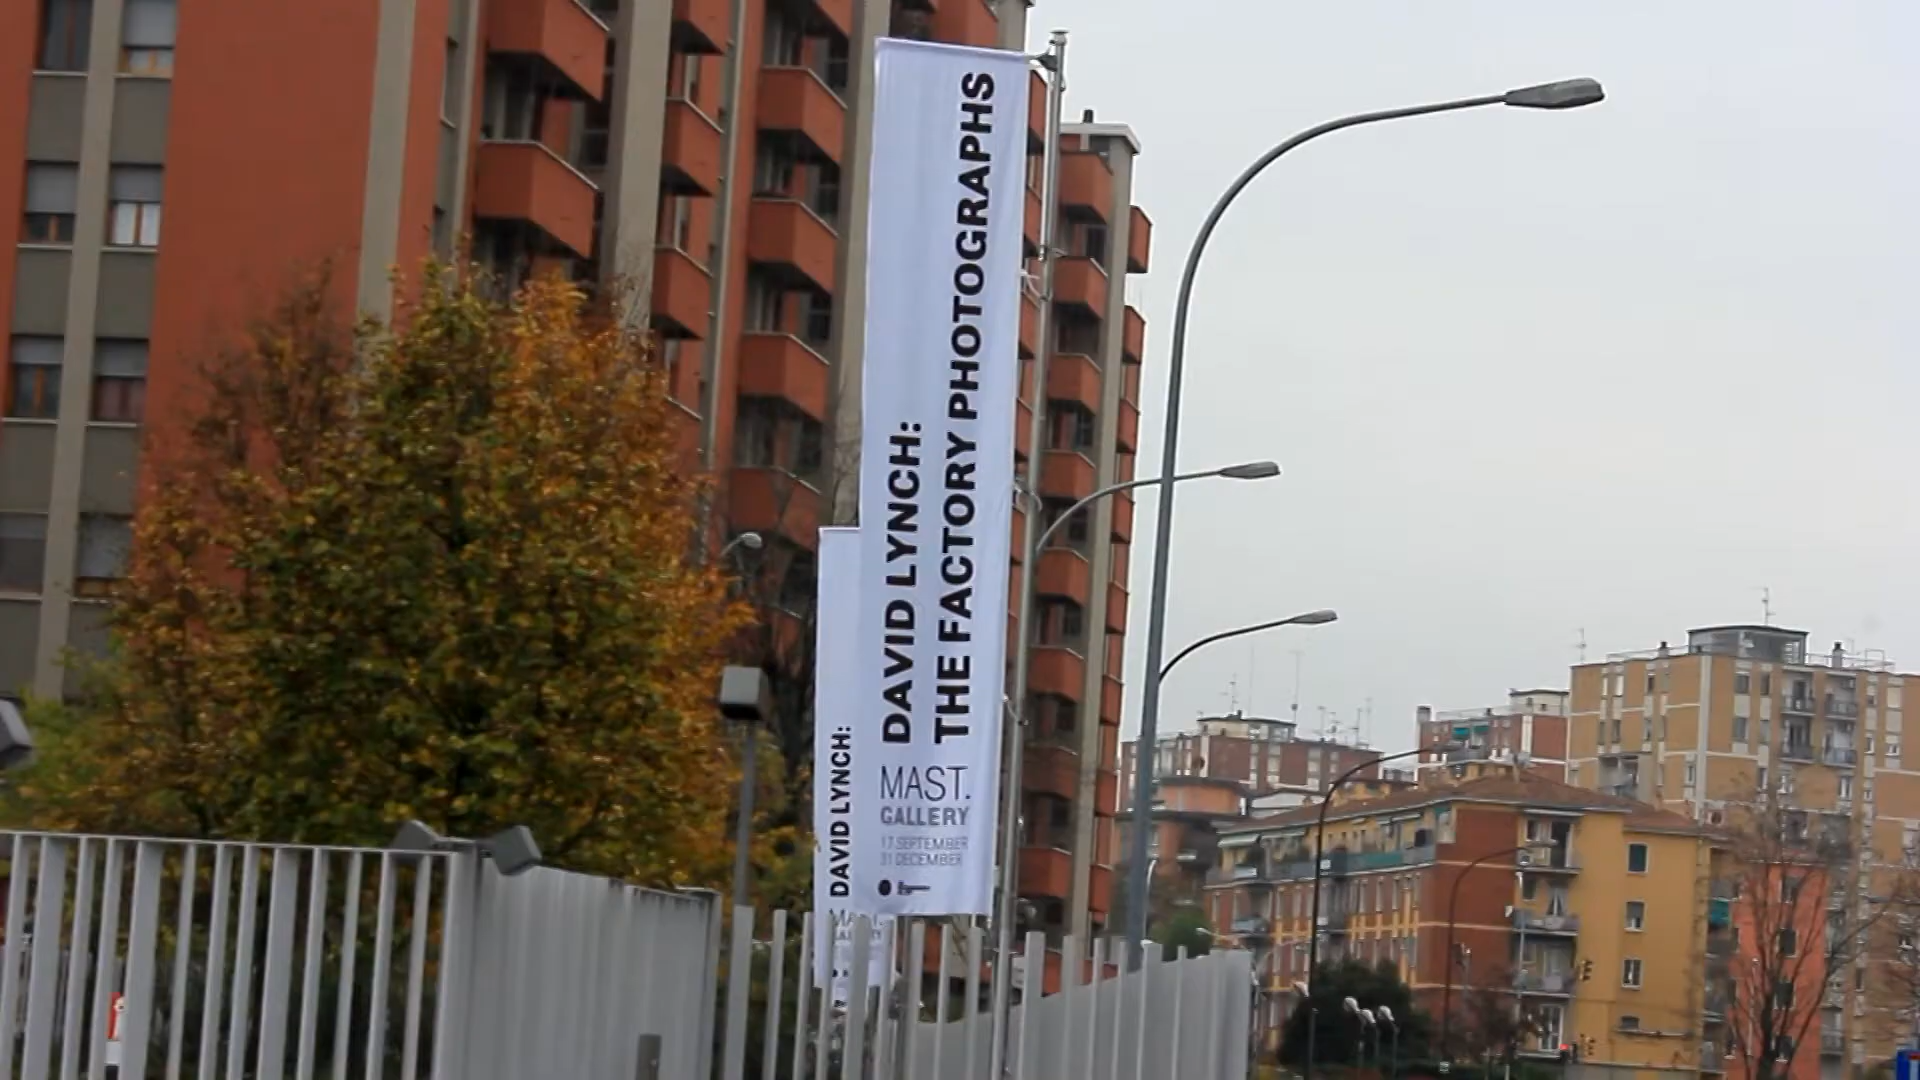 DAVID LYNCH:
THE FACTORY PHOTOGRAPHS
MAST.
GALLERY
17 SEPTEMBER
31 DECEMBER
DAVID LYNCH: